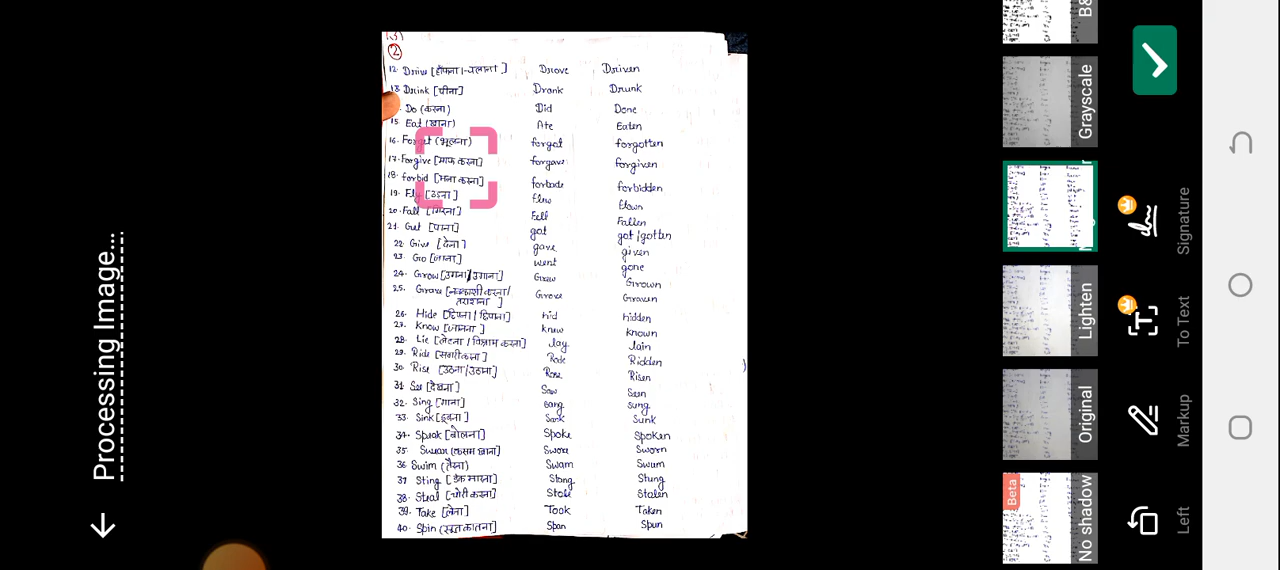 Processing Image...
(2)
12. Drive [हाँकना/-चलाना] Drove Driven
13. Drink [पीना] Drank Drunk
Do (करना) Did Done
15. Eat (खाना) Ate Eaten
16. Forget (भूलना) forgot forgotten
17. Forgive [माफ करना] forgave forgiven
18. forbid [मना करना] forbade forbidden
19. Fly [उड़ना] flew flown
20. Fall [गिरना] Fell Fallen
21. Get [पाना] got got/gotten
22. Give [देना] gave given
23. Go [जाना] went gone
24. Grow [उगना/उगाना] Grew Grown
25. Grave [नक्काशी करना/ Grove Graven
तराशना]
26. Hide [छिपना/छिपाना] hid hidden
27. Know [जानना] knew known
28. Lie [लेटना/विश्राम करना] lay lain
29. Ride [सवारी करना] Rode Ridden
30. Rise [उठना/उठाना] Rose Risen
31. See [देखना] Saw Seen
32. Sing [गाना] sang sung
33. Sink [डूबना] Sank Sunk
34. Speak [बोलना] Spoke Spoken
35. Swear (कसम खाना) Swore Sworn
36. Swim (तैरना) Swam Swum
37. Sting [डंक मारना] Stong Stung
38. Steal [चोरी करना] Stole Stolen
39. Take [लेना] Took Taken
40. Spin (सूत कातना] Span Spun
B&
Grayscale
Lighten
Original
No shadow
Beta
Signature
To Text
Markup
Left